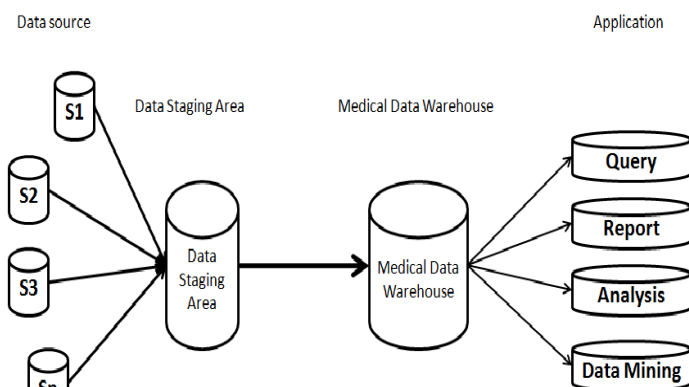 Data source
Application
Data Staging Area
Medical Data Warehouse
S1
S2
S3
Sn
Data
Staging
Area
Medical Data
Warehouse
Query
Report
Analysis
Data Mining